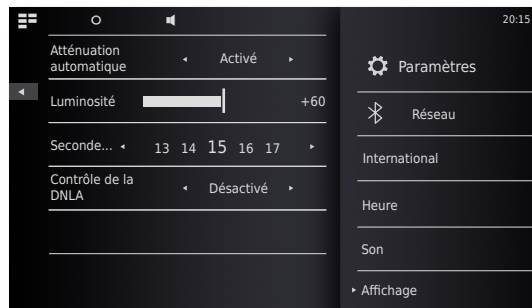 20:15
Atténuation
automatique
Activé
Luminosité
+60
Seconde...
13 14 15 16 17
Contrôle de la
DNLA
Désactivé
Paramètres
Réseau
International
Heure
Son
Affichage